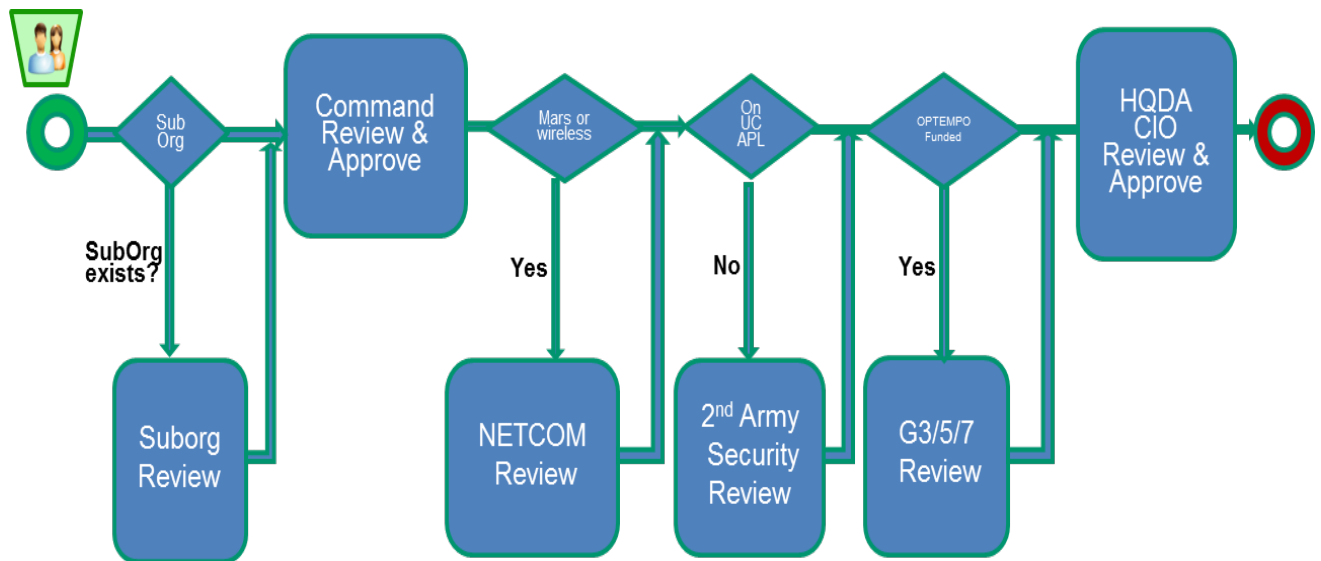 Sub
Org
Command
Review &
Approve
Mars or
wireless
On
UC
APL
OPTEMPO
Funded
HQDA
CIO
Review &
Approve
SubOrg
exists?
Yes
No
Yes
Suborg
Review
NETCOM
Review
2nd Army
Security
Review
G3/5/7
Review